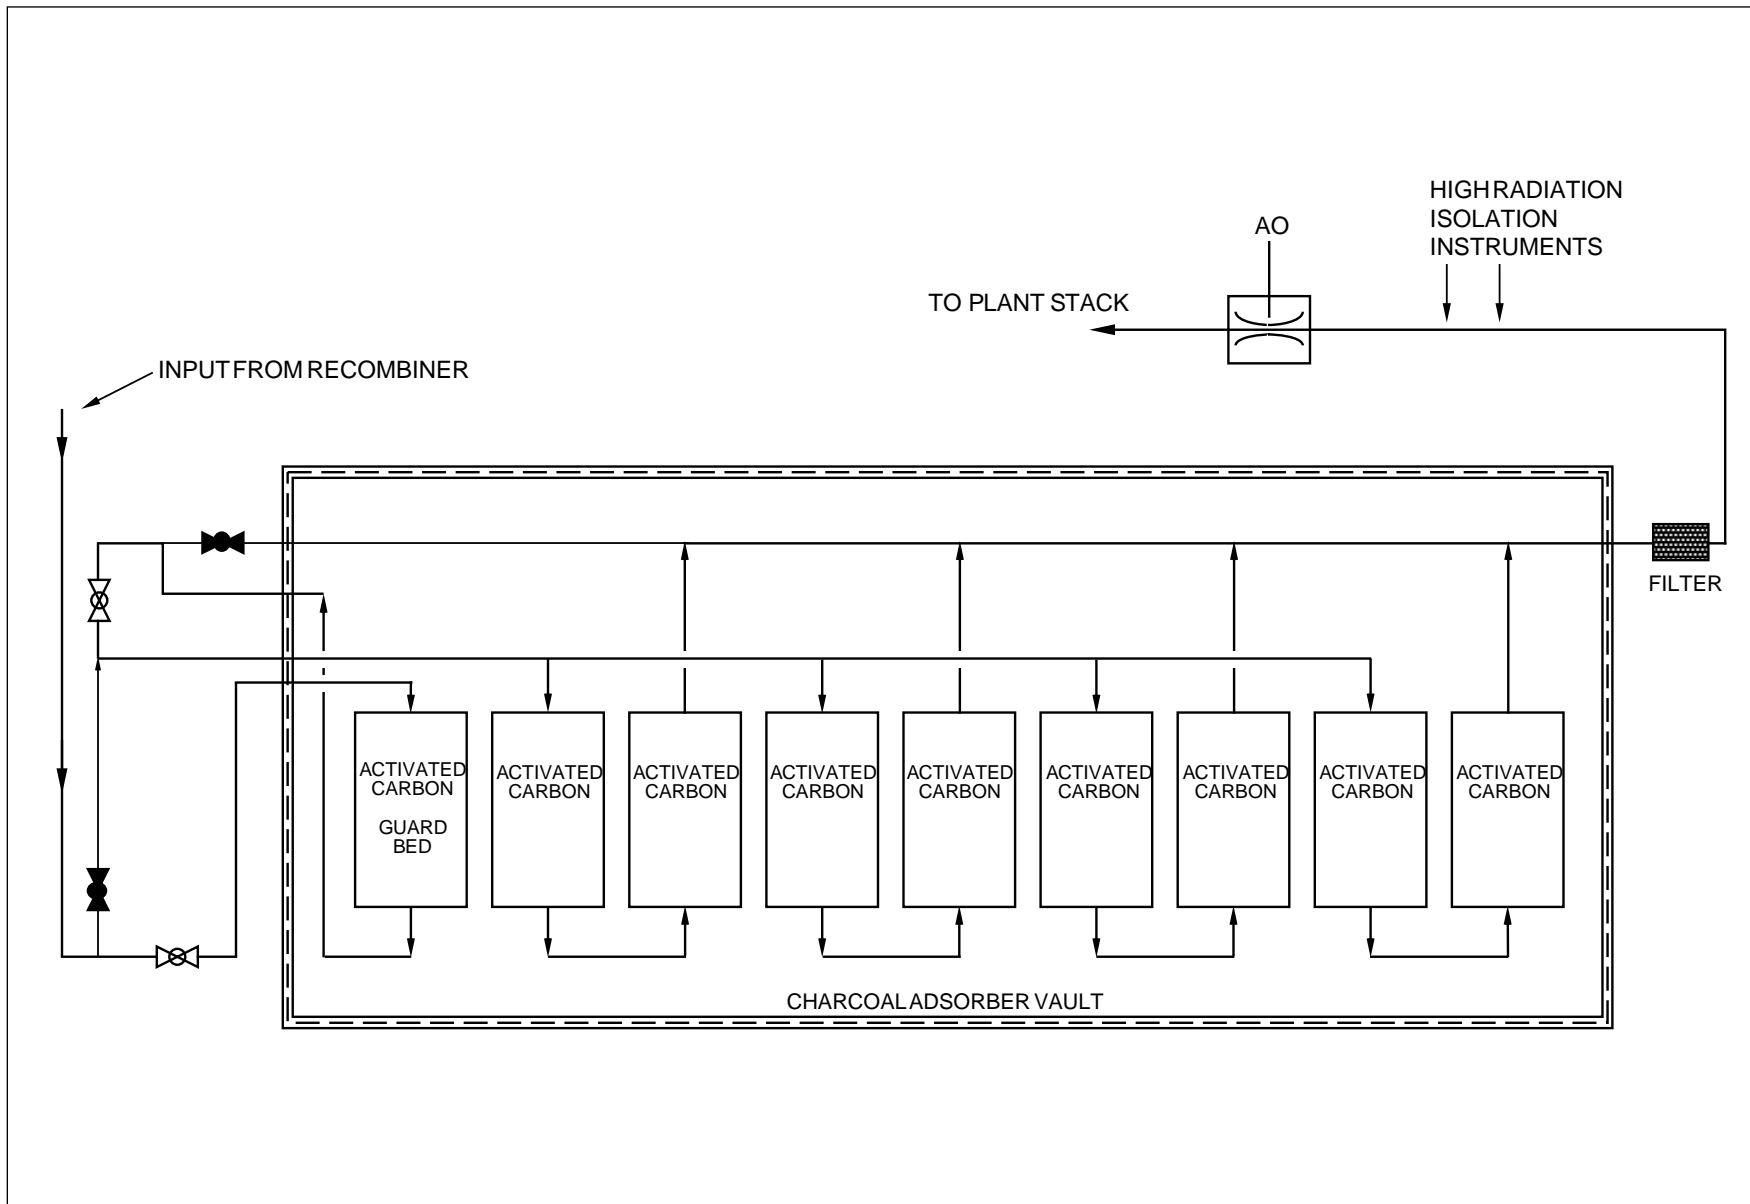 HIGH RADIATION
ISOLATION
INSTRUMENTS
AO
TO PLANT STACK
INPUT FROM RECOMBINER
FILTER
ACTIVATED
CARBON
GUARD
BED
ACTIVATED
CARBON
ACTIVATED
CARBON
ACTIVATED
CARBON
ACTIVATED
CARBON
ACTIVATED
CARBON
ACTIVATED
CARBON
ACTIVATED
CARBON
ACTIVATED
CARBON
CHARCOAL ADSORBER VAULT